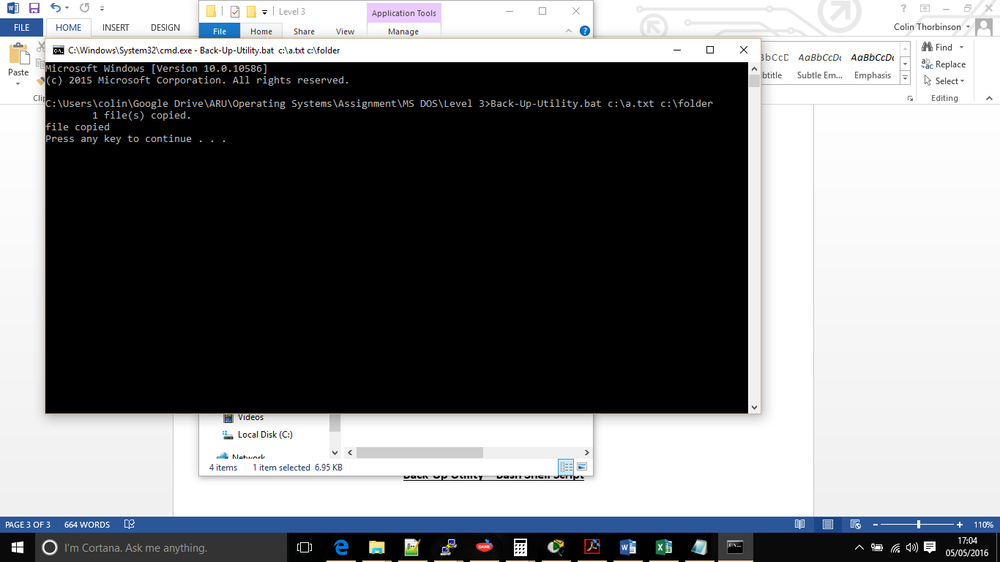 Level 3
Application Tools
FILE
HOME
INSERT
DESIGN
File
Home
Share
View
Manage
Colin Thorbinson
C:\Windows\System32\cmd.exe - Back-Up-Utility.bat c:\a.txt c:\folder
Microsoft Windows [Version 10.0.10586]
(c) 2015 Microsoft Corporation. All rights reserved.
C:\Users\colin\Google Drive\ARU\Operating Systems\Assignment\MS DOS\Level 3>Back-Up-Utility.bat c:\a.txt c:\folder
1 file(s) copied.
file copied
Press any key to continue . . .
Paste
AaBbCcDc
AaBbCcDc
Subtle Em...
Emphasis
Find
Replace
Select
Editing
Videos
Local Disk (C:)
Network
4 items
1 item selected 6.95 KB
Back-Up Utility – Bash Shell Script
PAGE 3 OF 3
664 WORDS
110%
I'm Cortana. Ask me anything.
GAME
17:04
05/05/2016